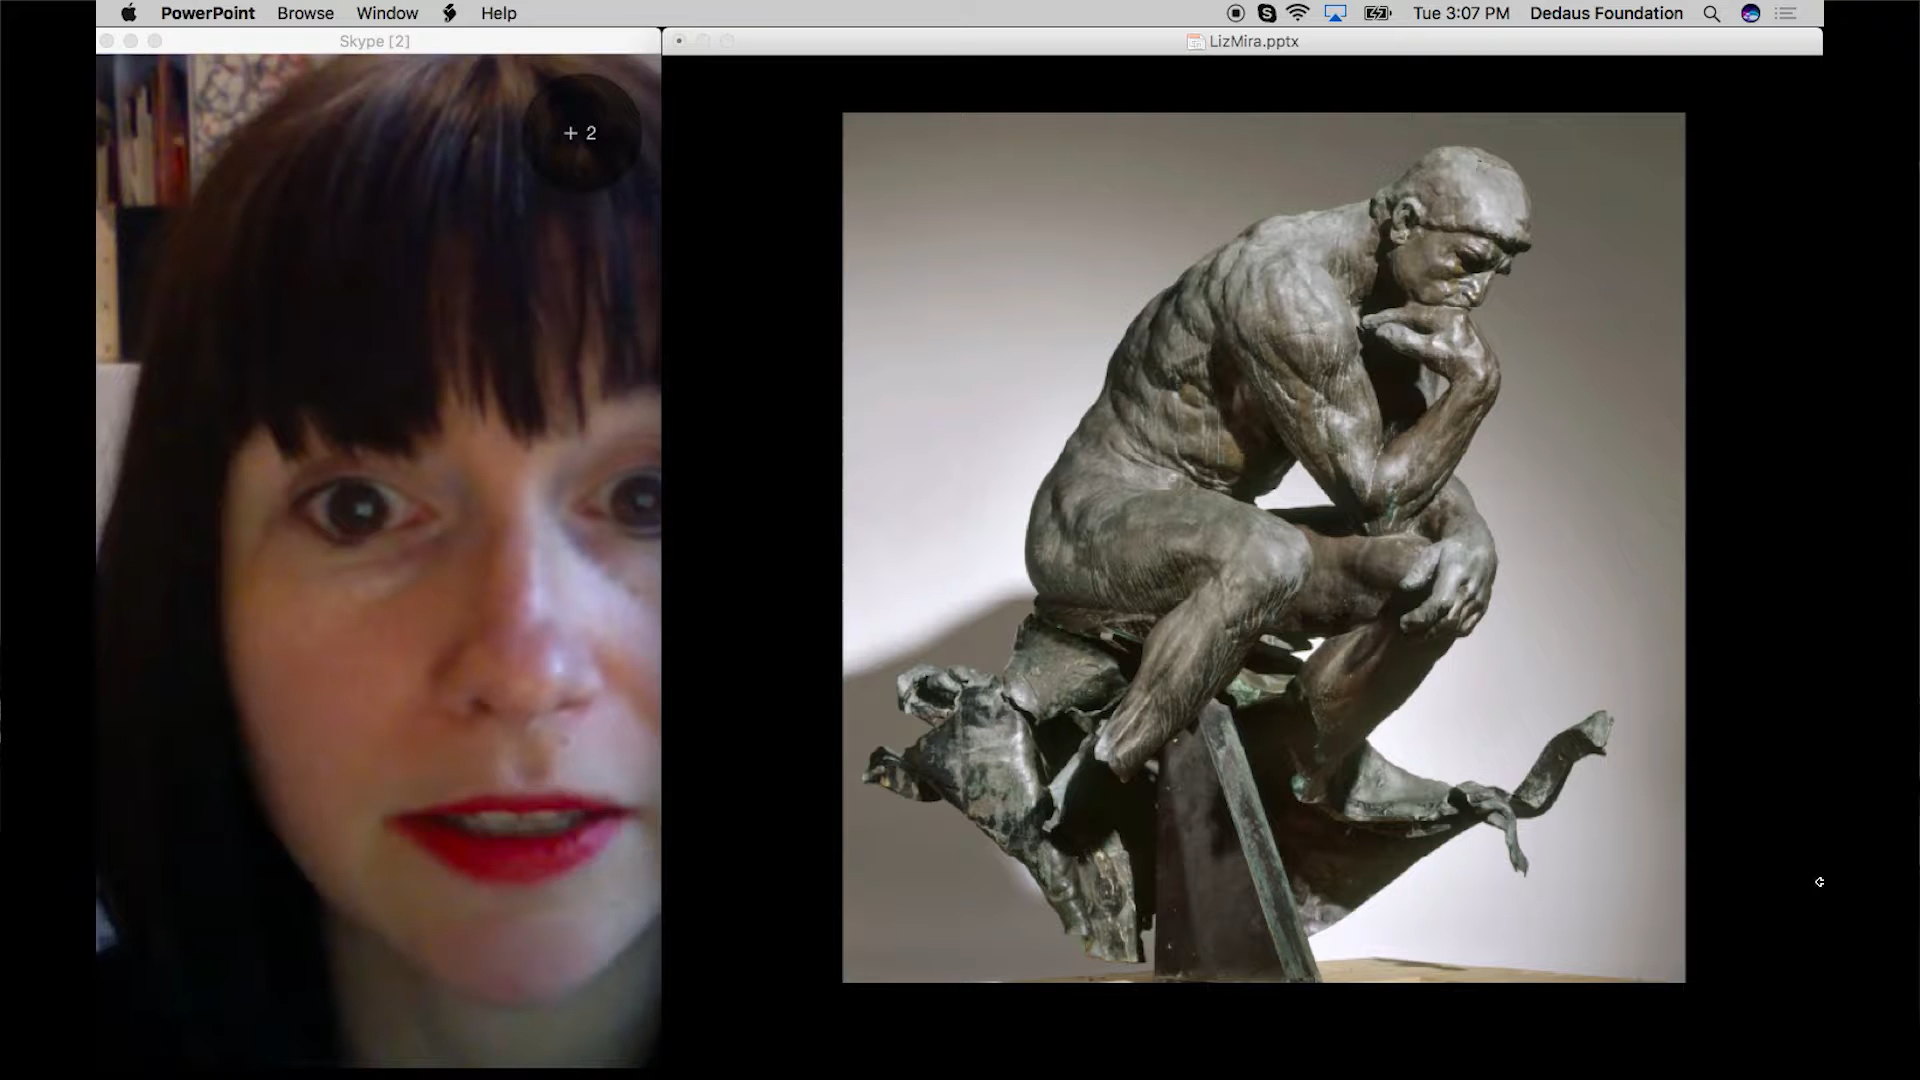 PowerPoint Browse Window Help Tue 3:07 PM Dedaus Foundation
Skype [2]
LizMira.pptx
+ 2